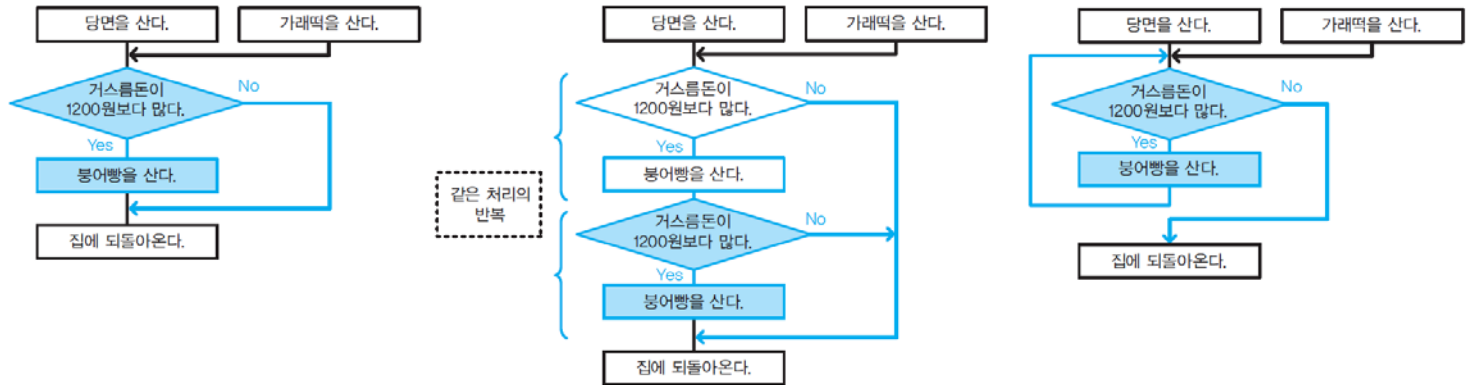 당면을 산다.
가래떡을 산다.
거스름돈이
1200원보다 많다.
No
Yes
붕어빵을 산다.
집에 되돌아온다.
당면을 산다.
가래떡을 산다.
거스름돈이
1200원보다 많다.
No
Yes
붕어빵을 산다.
같은 처리의
반복
거스름돈이
1200원보다 많다.
No
Yes
붕어빵을 산다.
집에 되돌아온다.
당면을 산다.
가래떡을 산다.
거스름돈이
1200원보다 많다.
No
Yes
붕어빵을 산다.
집에 되돌아온다.